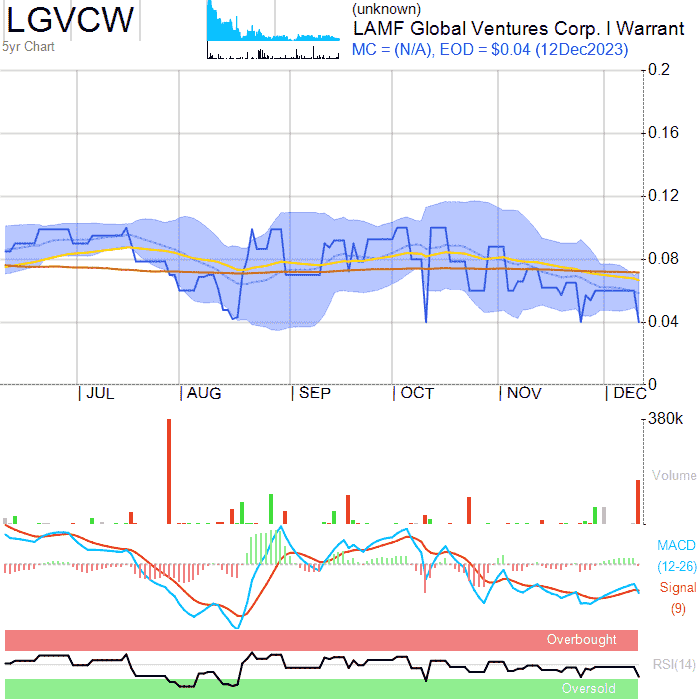 LGVCW
5yr Chart
(unknown)
LAMF Global Ventures Corp. I Warrant
MC = (N/A), EOD = $0.04 (12Dec2023)
0.2
0.16
0.12
0.08
0.04
0
JUL AUG SEP OCT NOV DEC
380k
Volume
MACD
(12-26)
Signal
(9)
Overbought
RSI(14)
Oversold